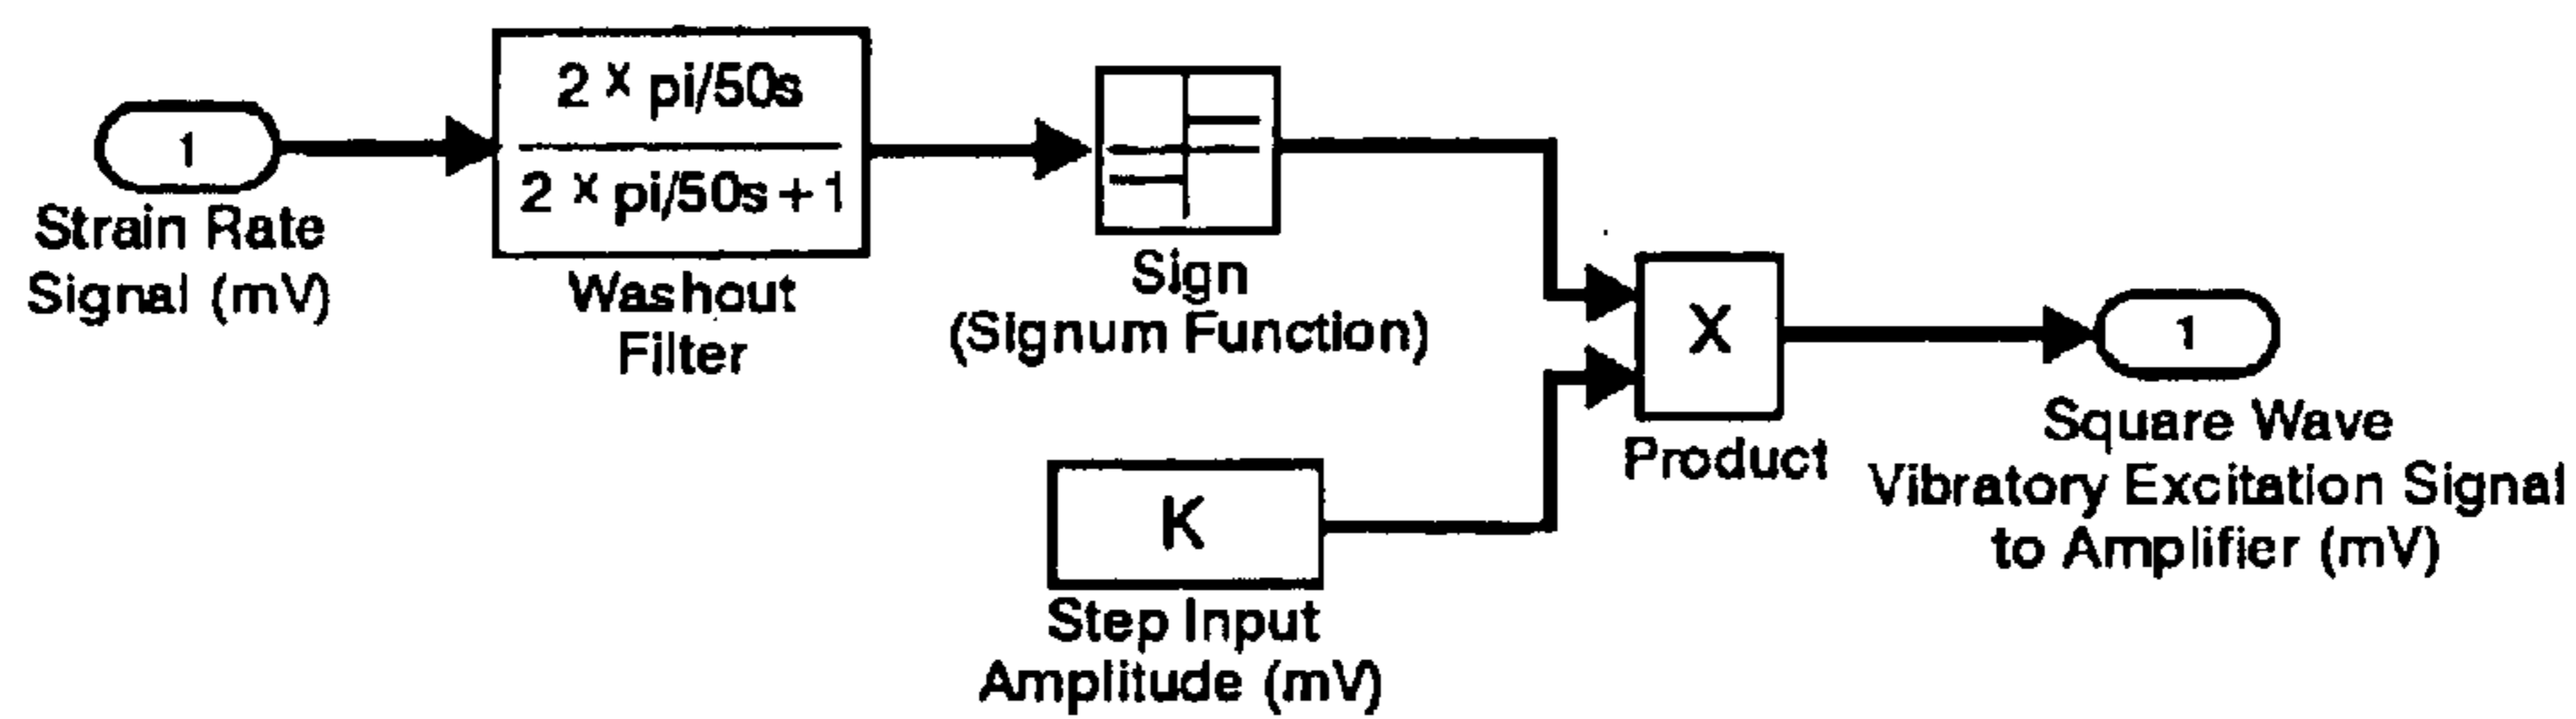 1
Strain Rate
Signal (mV)
2 x pi/50s
2 x pi/50s+1
Washout
Filter
Sign
(Signum Function)
K
Step Input
Amplitude (mV)
X
Product
1
Square Wave
Vibratory Excitation Signal
to Amplifier (mV)